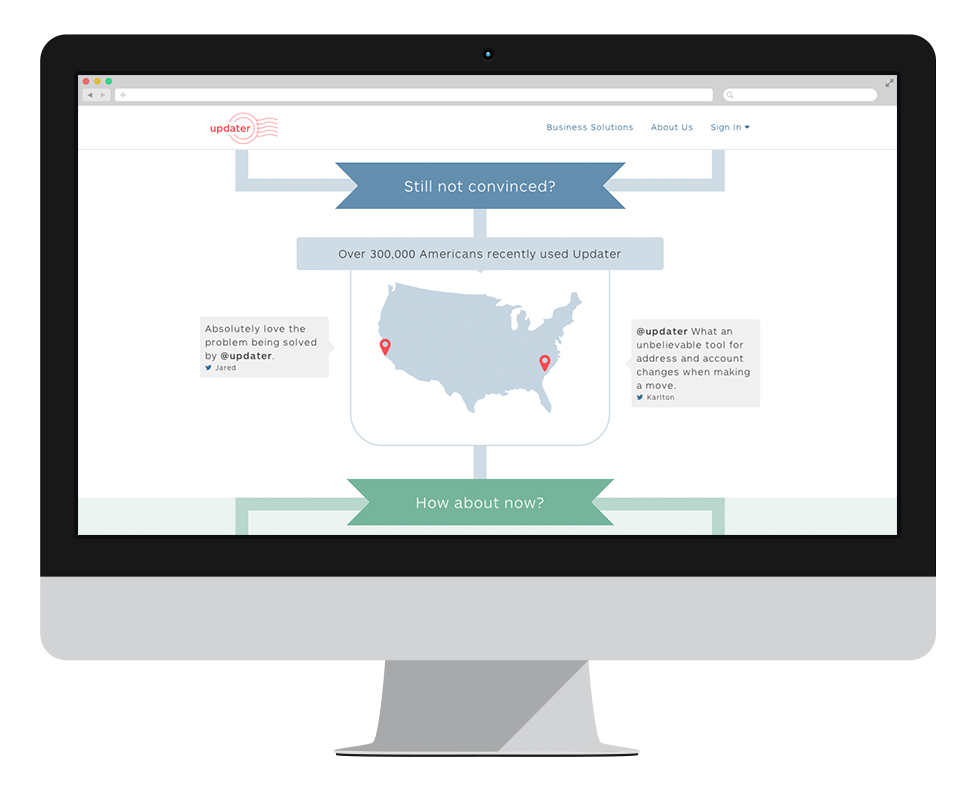 updater
Business Solutions About Us Sign In
Still not convinced?
Over 300,000 Americans recently used Updater
Absolutely love the
problem being solved
by @updater.
Jared
@updater What an
unbelievable tool for
address and account
changes when making
a move.
Karlton
How about now?